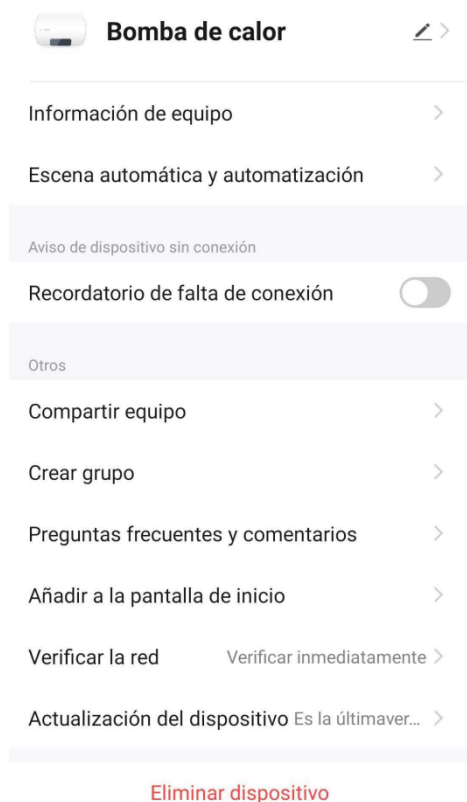 Bomba de calor
Información de equipo
Escena automática y automatización
Aviso de dispositivo sin conexión
Recordatorio de falta de conexión
Otros
Compartir equipo
Crear grupo
Preguntas frecuentes y comentarios
Añadir a la pantalla de inicio
Verificar la red Verificar inmediatamente
Actualización del dispositivo Es la últimaver...
Eliminar dispositivo